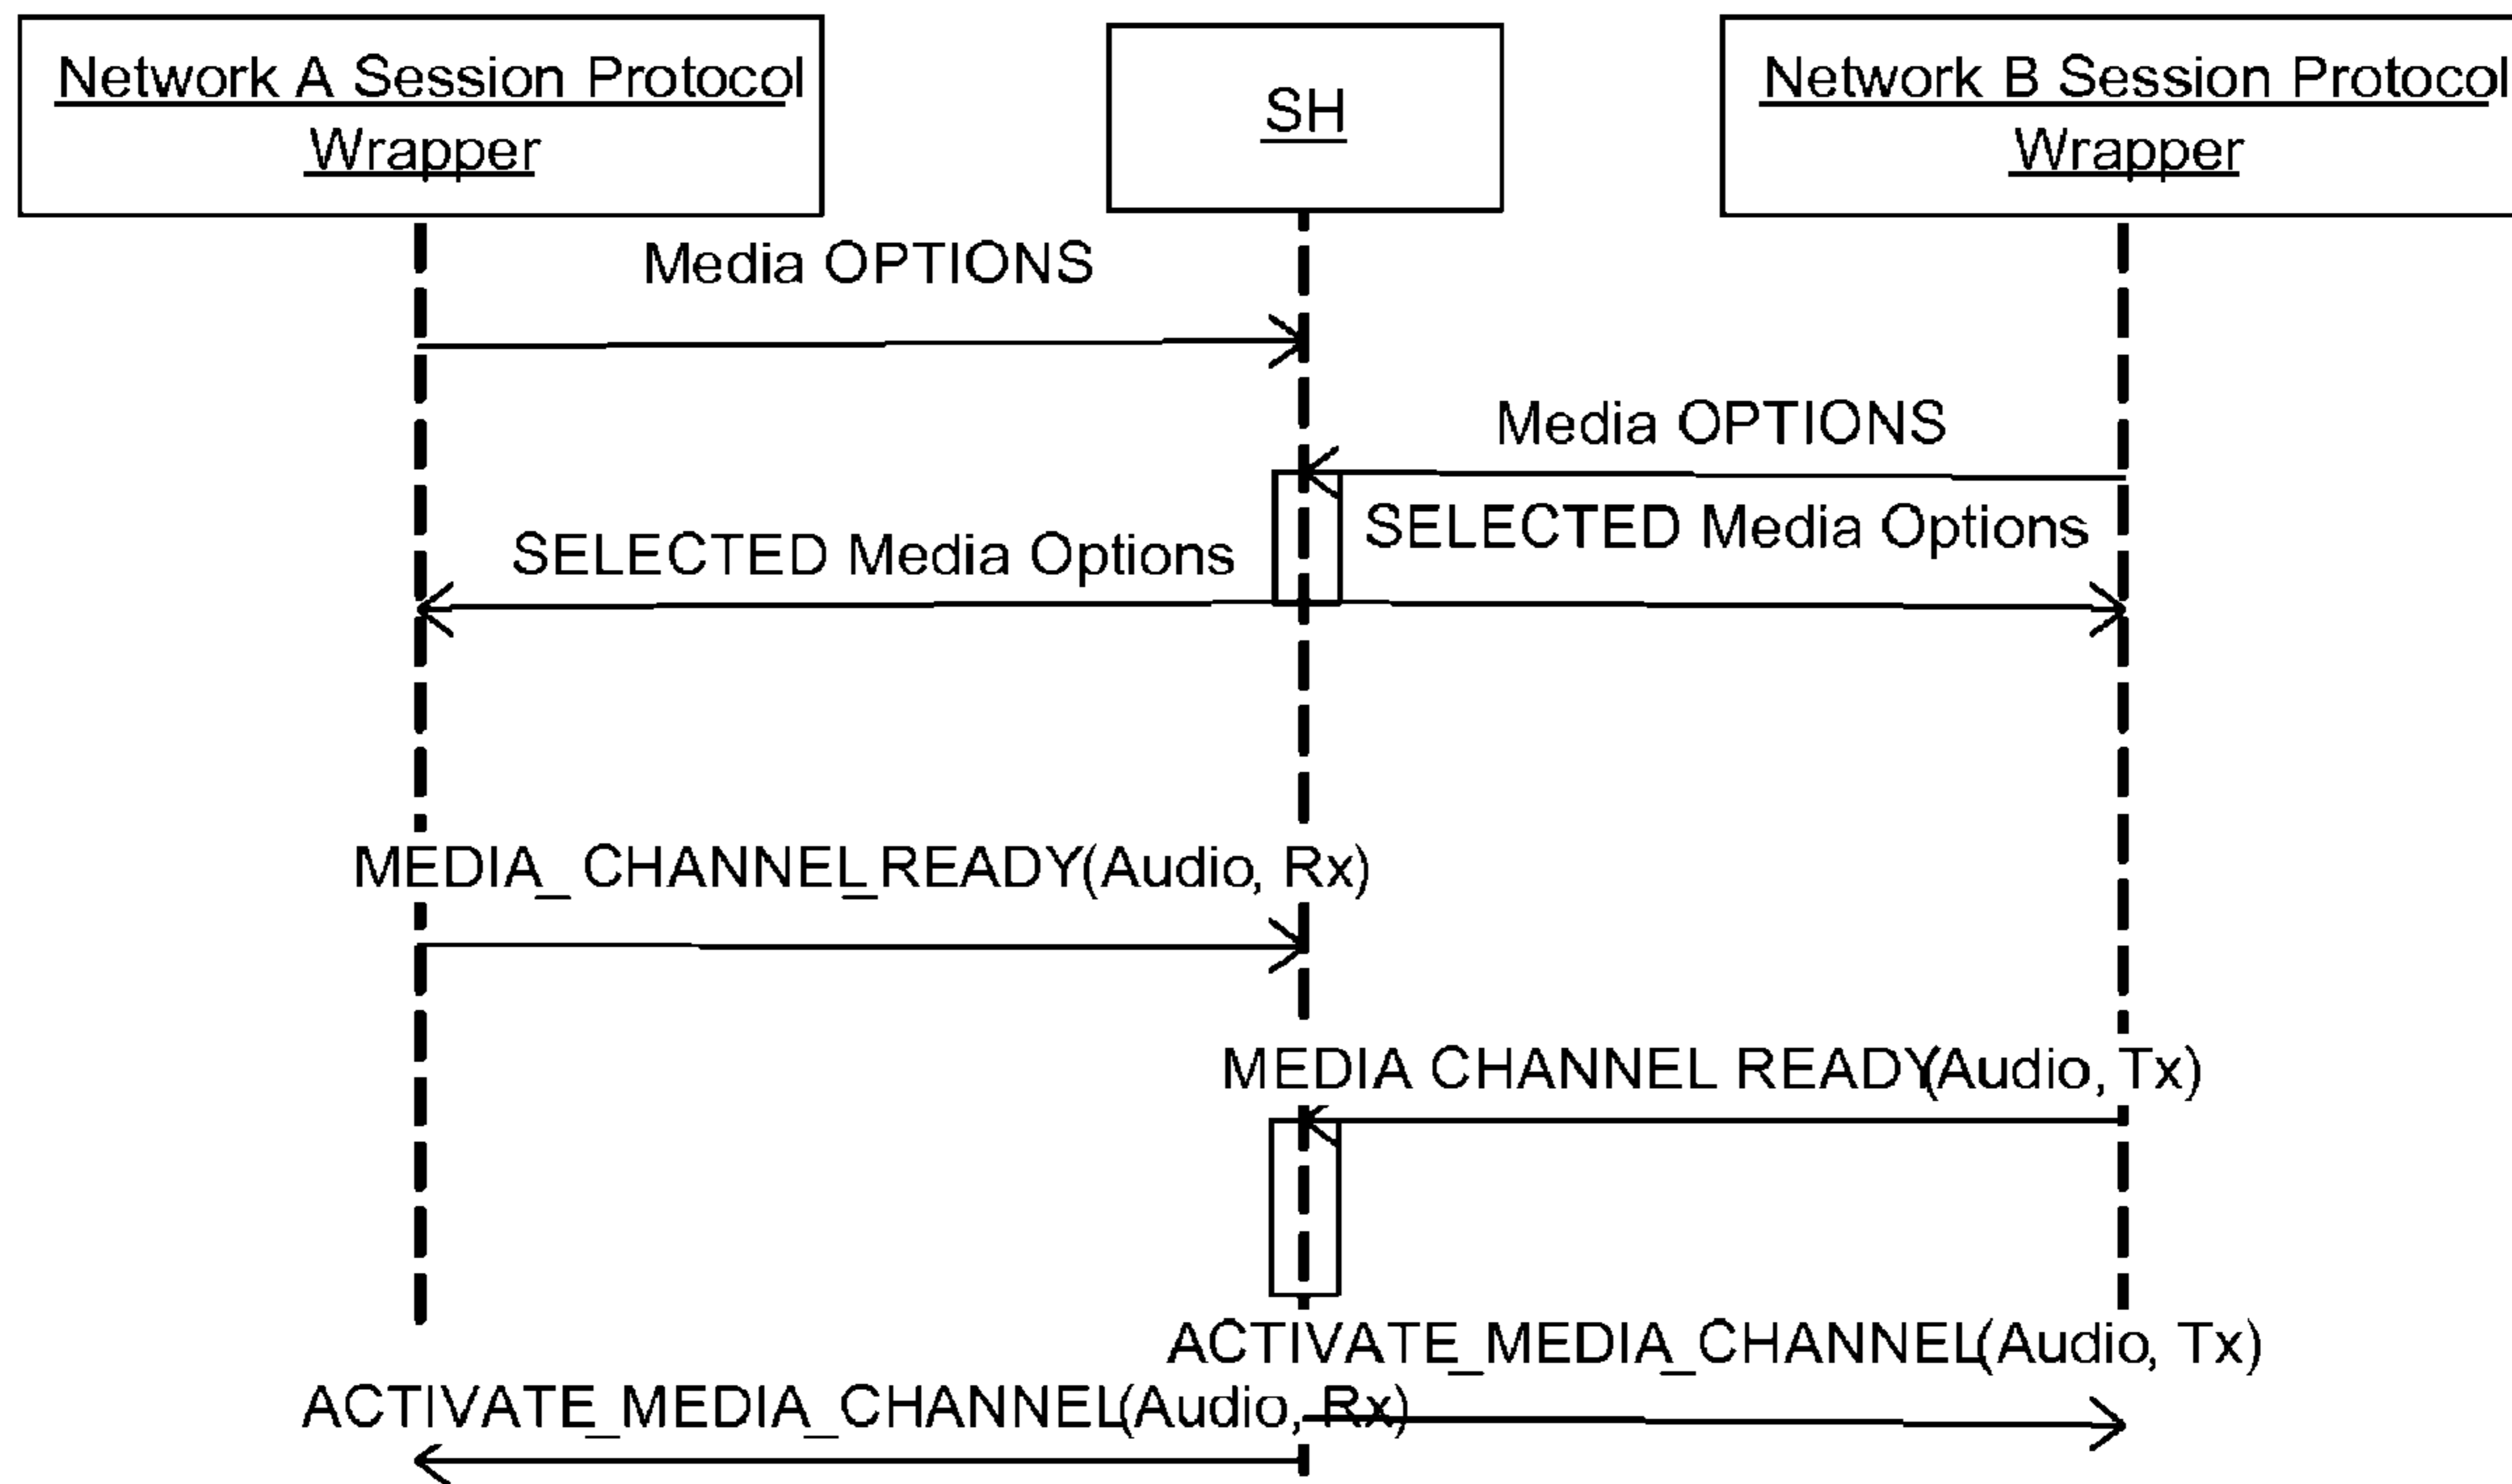 Network A Session Protocol
Wrapper
SH
Network B Session Protocol
Wrapper
Media OPTIONS
Media OPTIONS
SELECTED Media Options
SELECTED Media Options
MEDIA_ CHANNEL_READY(Audio, Rx)
MEDIA CHANNEL READY(Audio, Tx)
ACTIVATE_MEDIA_CHANNEL(Audio, Tx)
ACTIVATE_MEDIA_CHANNEL(Audio, Rx)